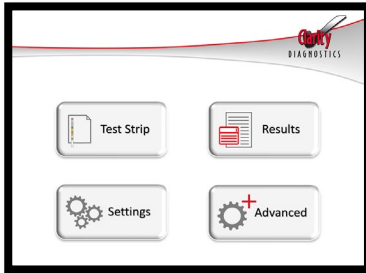 Clarity
DIAGNOSTICS
Test Strip
Results
Settings
Advanced